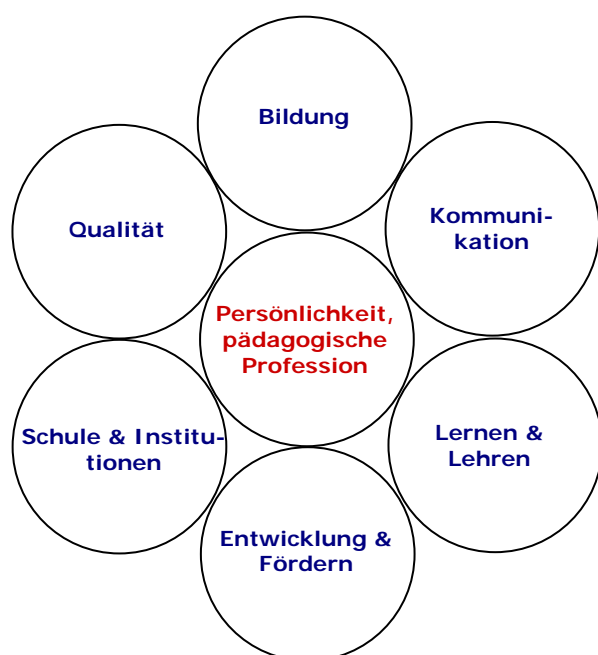 Bildung
Qualität
Kommuni-
kation
Persönlichkeit,
pädagogische
Profession
Schule & Institu-
tionen
Lernen &
Lehren
Entwicklung &
Fördern